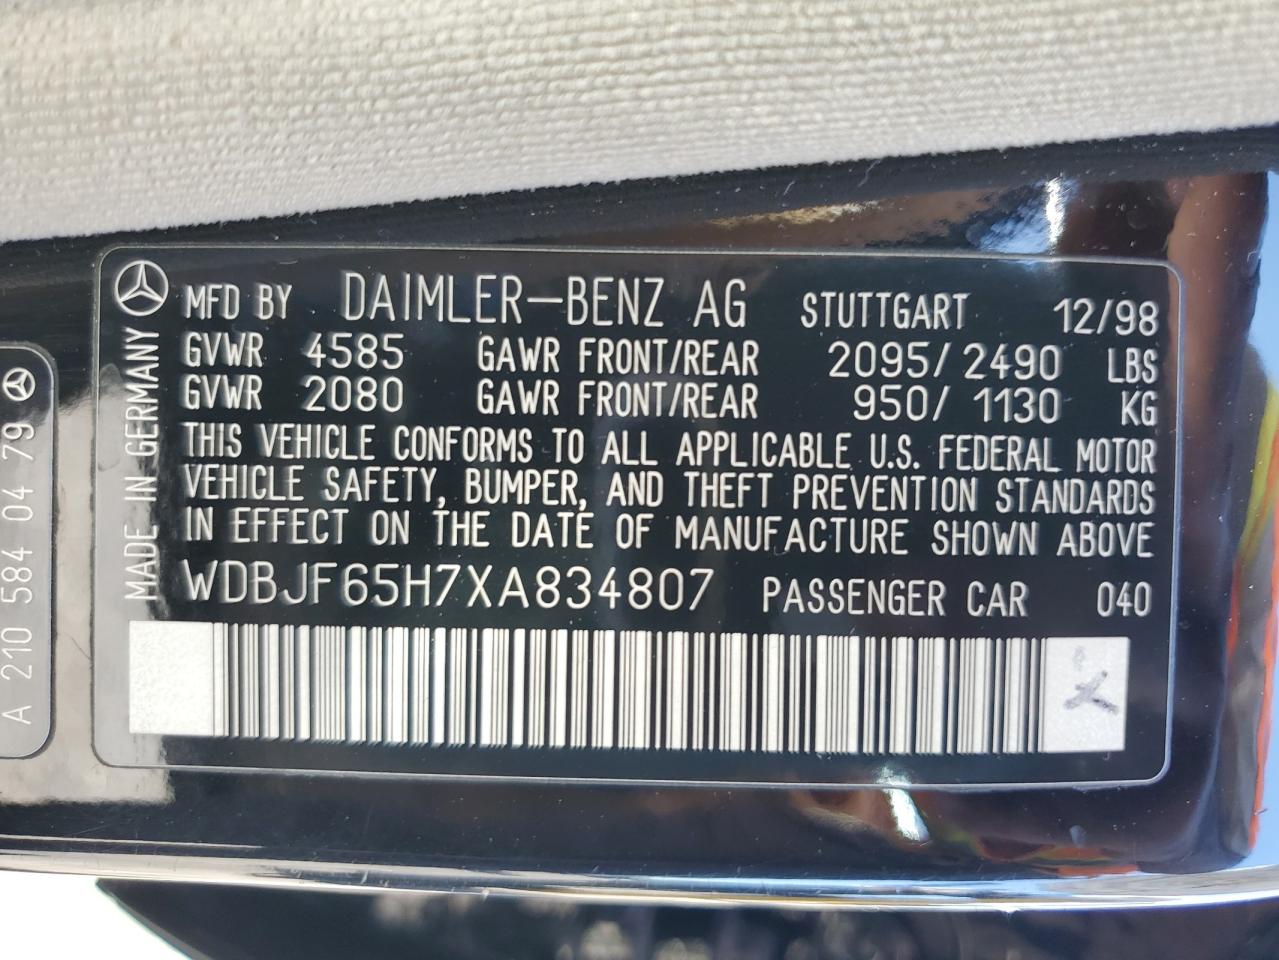 MFD BY DAIMLER-BENZ AG STUTTGART 12/98
GVWR 4585 GAWR FRONT/REAR 2095/2490 LBS
GVWR 2080 GAWR FRONT/REAR 950/1130 KG
THIS VEHICLE CONFORMS TO ALL APPLICABLE U.S. FEDERAL MOTOR
VEHICLE SAFETY, BUMPER, AND THEFT PREVENTION STANDARDS
IN EFFECT ON THE DATE OF MANUFACTURE SHOWN ABOVE
WDBJF65H7XA834807 PASSENGER CAR 040
MADE IN GERMANY
A 210 584 04 79